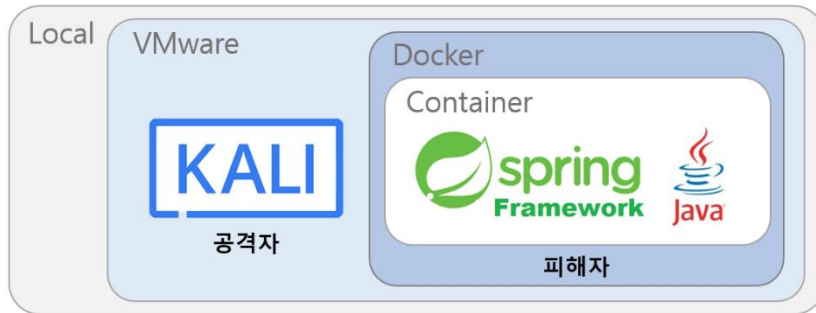 Local
VMware
Docker
Container
KALI
spring
Framework
Java
공격자
피해자